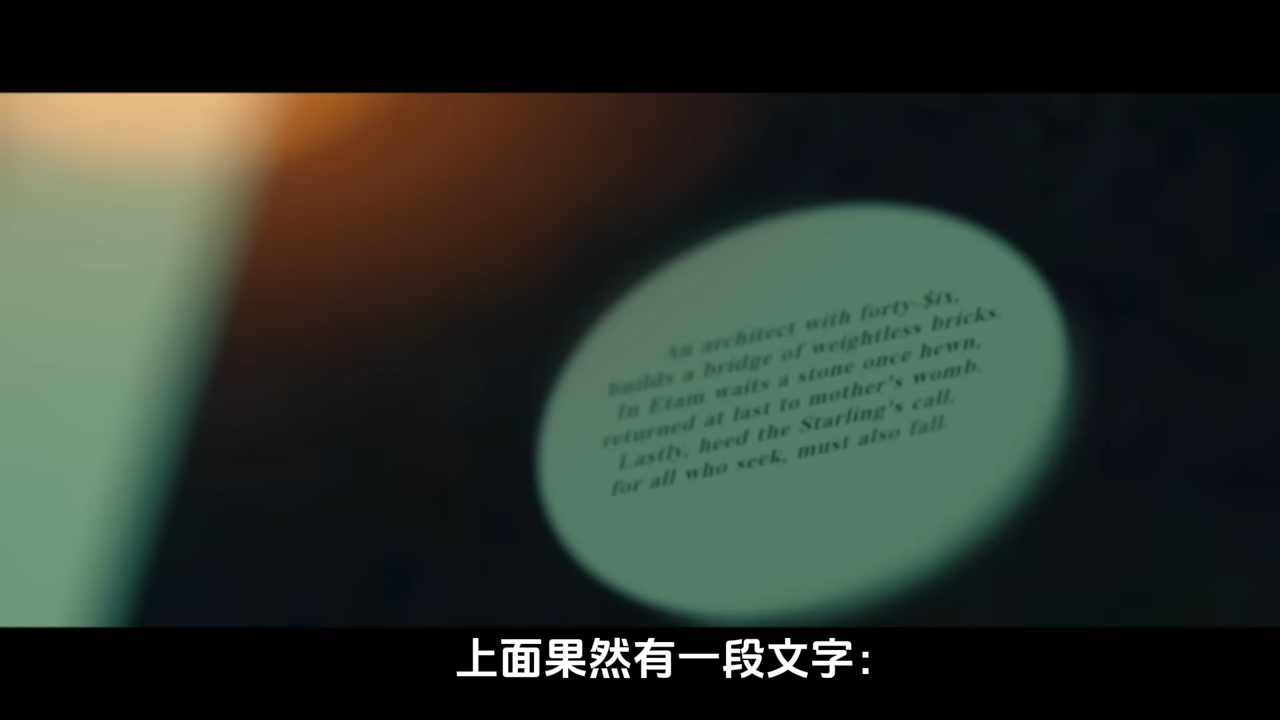 An architect with forty-$ix,
builds a bridge of weightless bricks.
In Etam waits a stone once hewn,
returned at last to mother's womb.
Lastly, heed the Starling's call,
for all who seek, must also fall.
上面果然有一段文字：